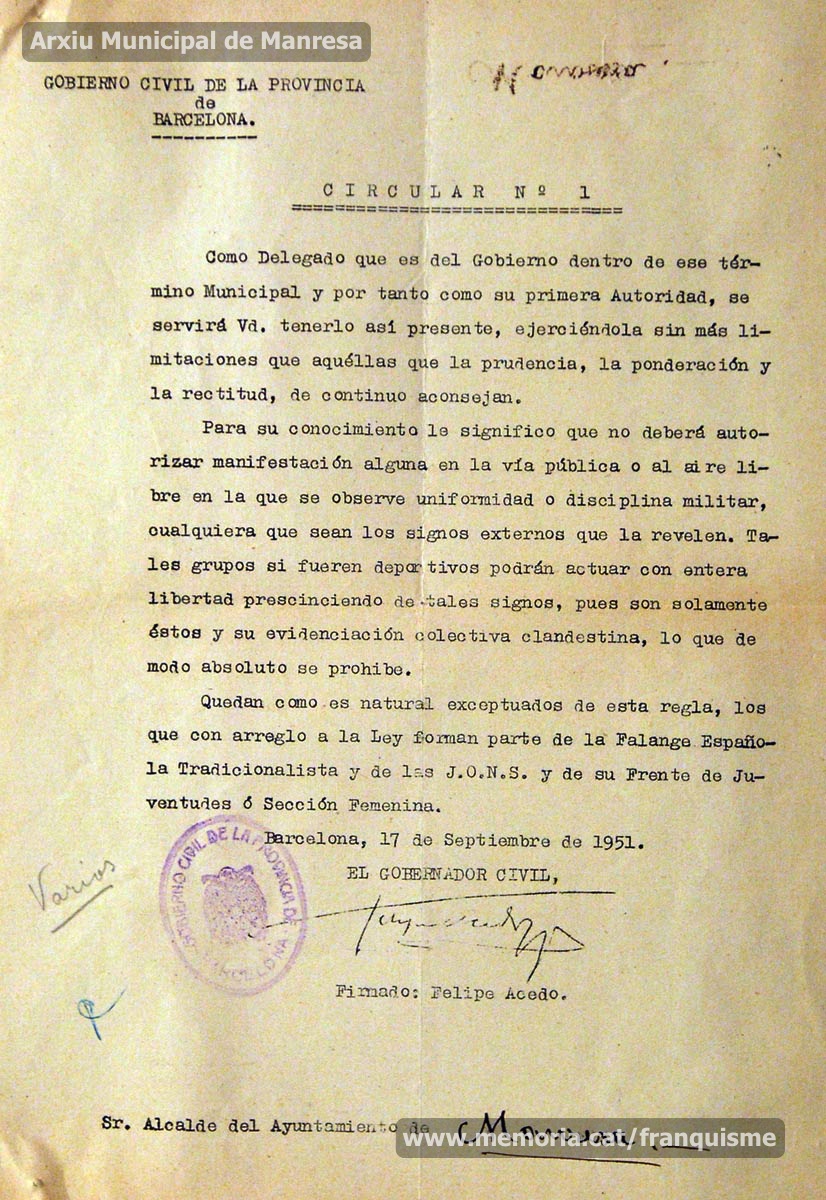 Arxiu Municipal de Manresa
GOBIERNO CIVIL DE LA PROVINCIA
de
BARCELONA.
Manresa
CIRCULAR Nº 1
Como Delegado que es del Gobierno dentro de ese tér-
mino Municipal y por tanto como su primera Autoridad, se
servirá Vd. tenerlo así presente, ejerciéndola sin más li-
mitaciones que aquéllas que la prudencia, la ponderación y
la rectitud, de continuo aconsejan.
Para su conocimiento le significo que no deberá auto-
rizar manifestación alguna en la vía pública o al aire li-
bre en la que se observe uniformidad o disciplina militar,
cualquiera que sean los signos externos que la revelen. Ta-
les grupos si fueren deportivos podrán actuar con entera
libertad prescinciendo de tales signos, pues son solamente
éstos y su evidenciación colectiva clandestina, lo que de
modo absoluto se prohibe.
Quedan como es natural exceptuados de esta regla, los
que con arreglo a la Ley forman parte de la Falange Españo-
la Tradicionalista y de las J.O.N.S. y de su Frente de Ju-
ventudes ó Sección Femenina.
Barcelona, 17 de Septiembre de 1951.
EL GOBERNADOR CIVIL,
GOBIERNO CIVIL DE LA PROVINCIA DE BARCELONA
Varios
Firmado: Felipe Acedo.
Sr. Alcalde del Ayuntamiento de Manresa
www.memoria.cat/franquisme